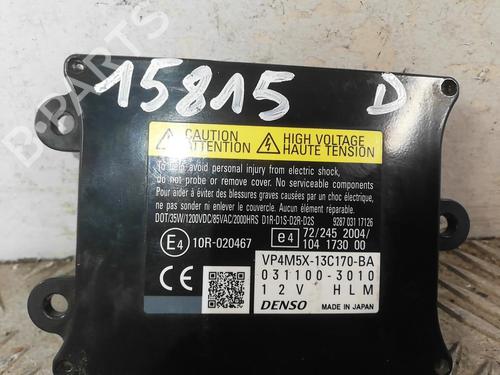 B-PARTS
15815 D
CAUTION
ATTENTION
HIGH VOLTAGE
HAUTE TENSION
To help avoid personal injury from electric shock,
do not probe or remove cover. No serviceable components
Pour aider à éviter des blessures graves causées par un choc électrique,
ne pas sonder ni enlever le couvercle. Aucun élément réparable.
DOT/35W/1200VDC/85VAC/2000HRS D1R-D1S-D2R-D2S 9287 031 17126
E4 10R-020467
e4 72/245 2004/
104 1730 00
CE
VP4M5X-13C170-BA
031100-3010
12V HLM
DENSO MADE IN JAPAN